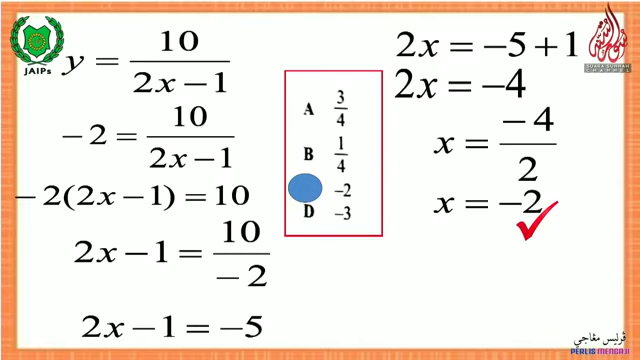 JAIPs
y = 10/(2x − 1)
−2 = 10/(2x − 1)
−2(2x − 1) = 10
2x − 1 = 10/−2
2x − 1 = −5
A 3/4
B 1/4
−2
D −3
2x = −5 + 1
2x = −4
x = −4/2
x = −2
ڤرليس مڠاجي
PERLIS MENGAJI